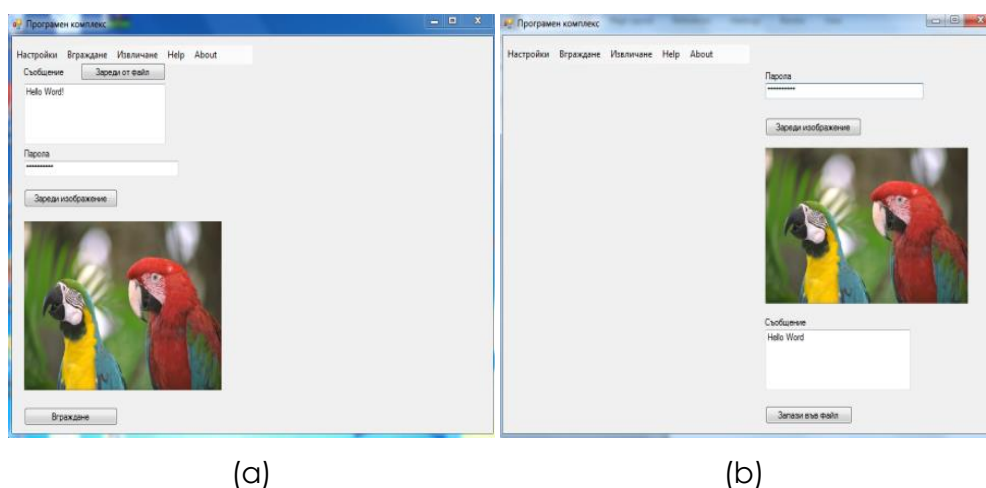 Програмен комплекс
Настройки Вграждане Извличане Help About
Съобщение Зареди от файл
Hello Word!
Парола
Зареди изображение
Вграждане
(a)
Програмен комплекс
Настройки Вграждане Извличане Help About
Парола
Зареди изображение
Съобщение
Hello Word
Запази във файл
(b)